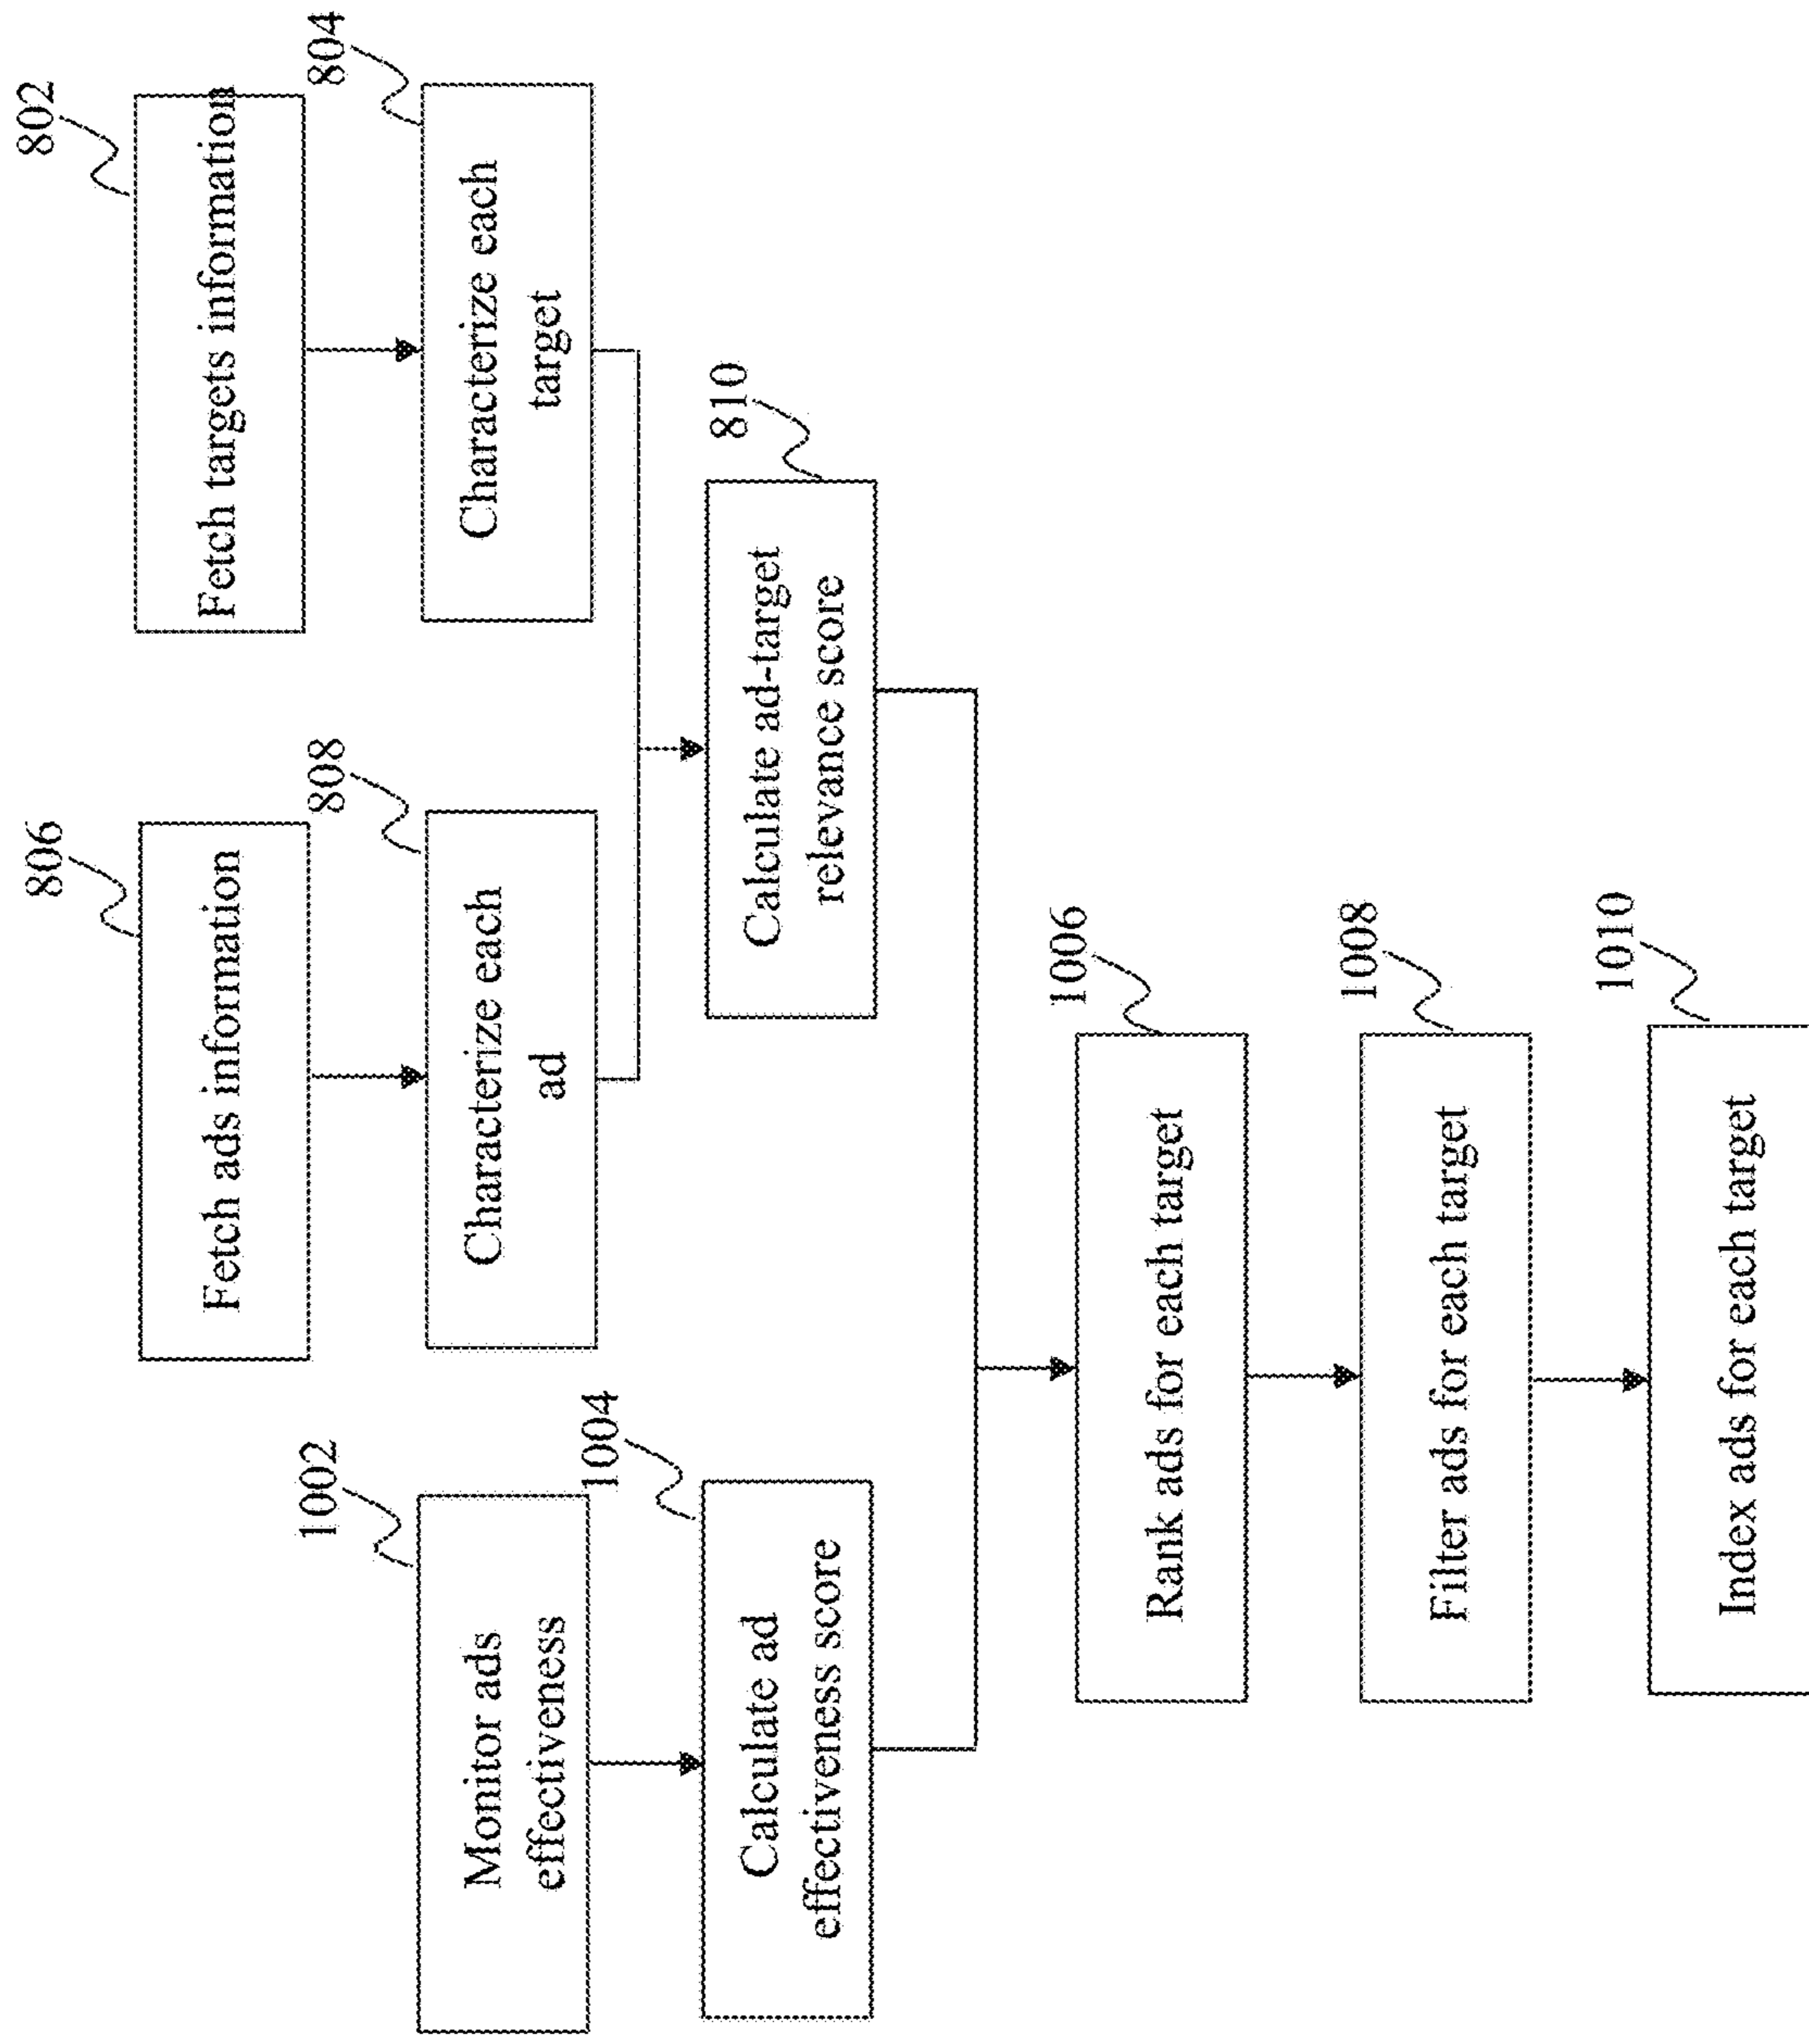 802
Fetch targets information
804
Characterize each
target
806
Fetch ads information
808
Characterize each
ad
810
Calculate ad-target
relevance score
1002
Monitor ads
effectiveness
1004
Calculate ad
effectiveness score
1006
Rank ads for each target
1008
Filter ads for each target
1010
Index ads for each target